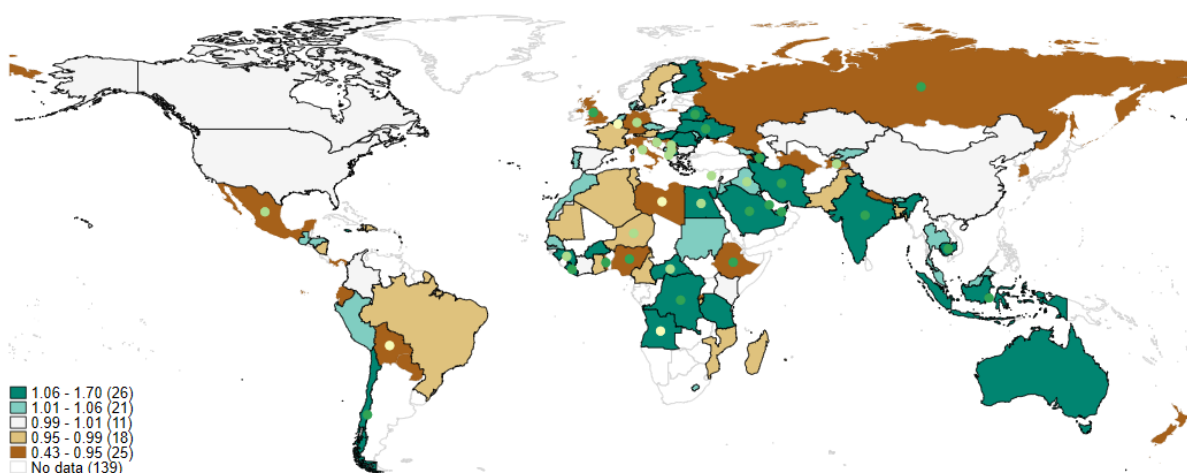 1.06 - 1.70 (26)
1.01 - 1.06 (21)
0.99 - 1.01 (11)
0.95 - 0.99 (18)
0.43 - 0.95 (25)
No data (139)